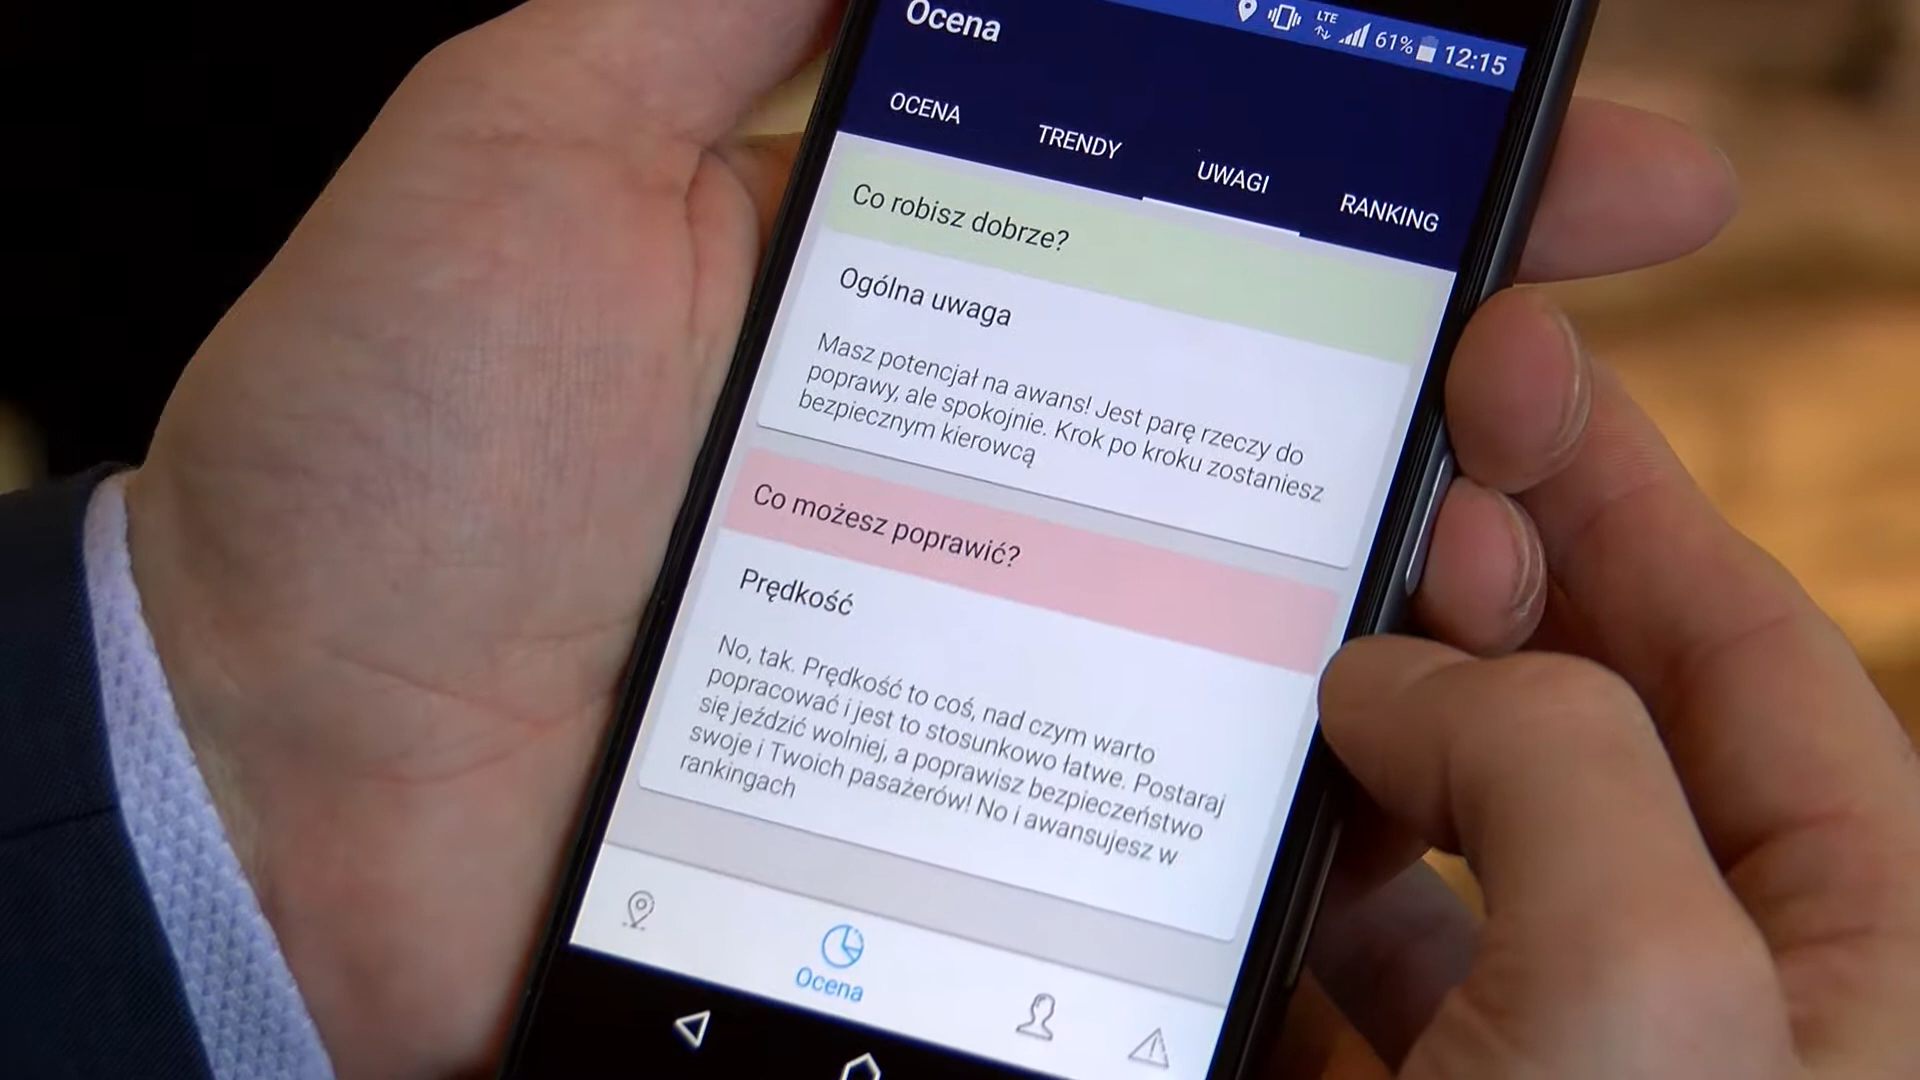 LTE 61% 12:15
Ocena
OCENA TRENDY UWAGI RANKING
Co robisz dobrze?
Ogólna uwaga
Masz potencjał na awans! Jest parę rzeczy do
poprawy, ale spokojnie. Krok po kroku zostaniesz
bezpiecznym kierowcą
Co możesz poprawić?
Prędkość
No, tak. Prędkość to coś, nad czym warto
popracować i jest to stosunkowo łatwe. Postaraj
się jeździć wolniej, a poprawisz bezpieczeństwo
swoje i Twoich pasażerów! No i awansujesz w
rankingach
Ocena